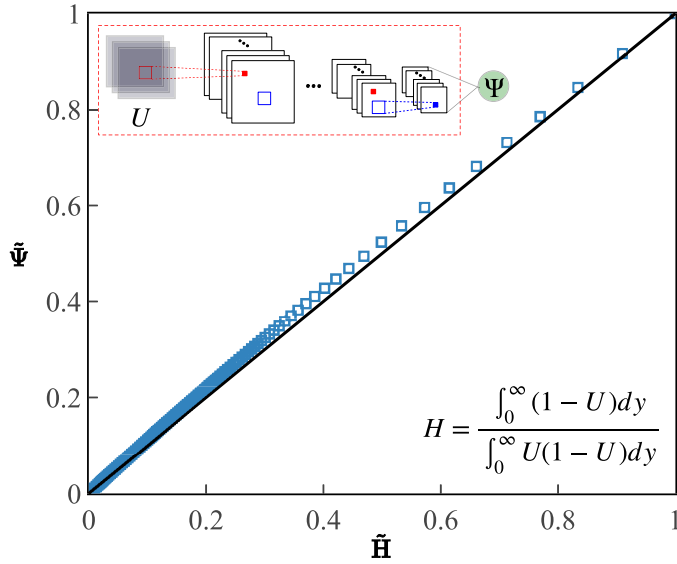 1
0.8
0.6
0.4
0.2
0
Ψ̃
U
•••
Ψ
H = ∫₀^∞ (1 − U)dy / ∫₀^∞ U(1 − U)dy
0 0.2 0.4 0.6 0.8 1
H̃